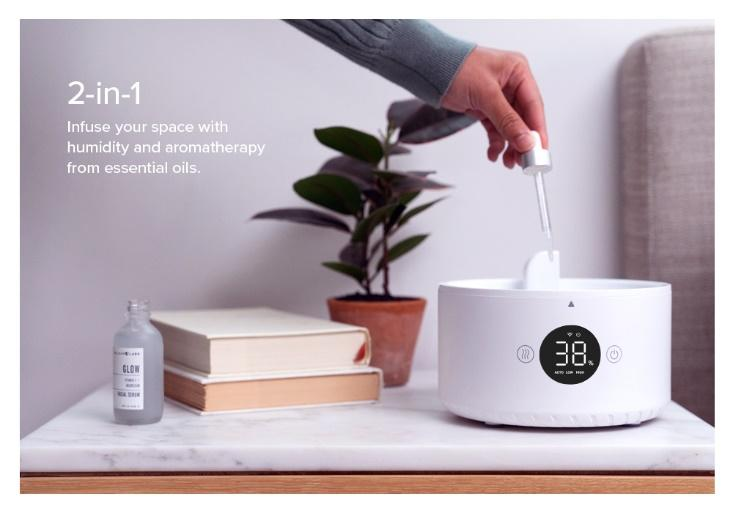 2-in-1
Infuse your space with
humidity and aromatherapy
from essential oils.
GLOW
FACIAL SERUM
38%
AUTO LOW HIGH